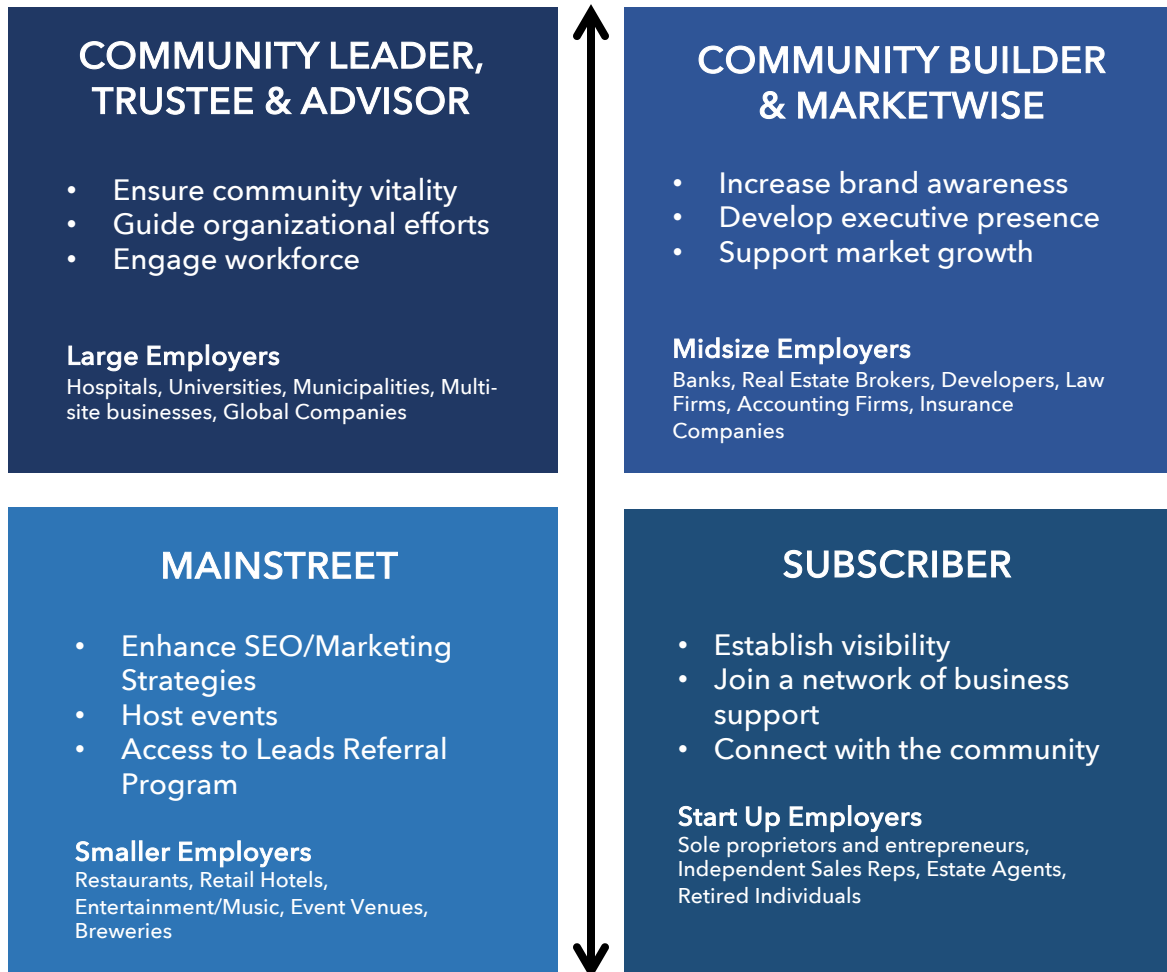 COMMUNITY LEADER,
TRUSTEE & ADVISOR
• Ensure community vitality
• Guide organizational efforts
• Engage workforce
Large Employers
Hospitals, Universities, Municipalities, Multi-
site businesses, Global Companies
COMMUNITY BUILDER
& MARKETWISE
• Increase brand awareness
• Develop executive presence
• Support market growth
Midsize Employers
Banks, Real Estate Brokers, Developers, Law
Firms, Accounting Firms, Insurance
Companies
MAINSTREET
• Enhance SEO/Marketing
Strategies
• Host events
• Access to Leads Referral
Program
Smaller Employers
Restaurants, Retail Hotels,
Entertainment/Music, Event Venues,
Breweries
SUBSCRIBER
• Establish visibility
• Join a network of business
support
• Connect with the community
Start Up Employers
Sole proprietors and entrepreneurs,
Independent Sales Reps, Estate Agents,
Retired Individuals